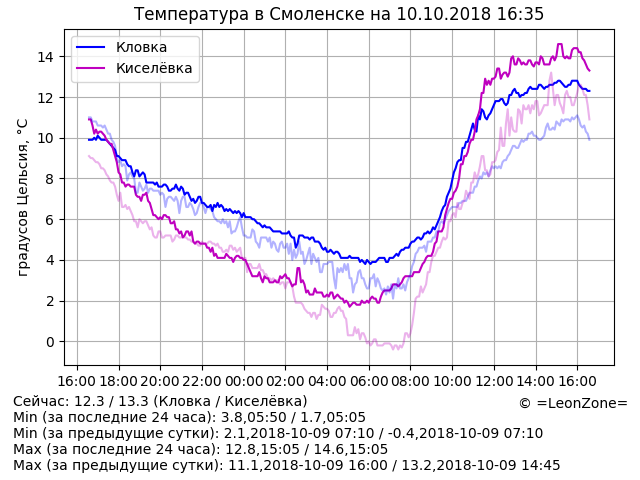 Температура в Смоленске на 10.10.2018 16:35
Кловка
Киселёвка
градусов Цельсия, °C
14
12
10
8
6
4
2
0
16:00 18:00 20:00 22:00 00:00 02:00 04:00 06:00 08:00 10:00 12:00 14:00 16:00
Сейчас: 12.3 / 13.3 (Кловка / Киселёвка)
© =LeonZone=
Min (за последние 24 часа): 3.8,05:50 / 1.7,05:05
Min (за предыдущие сутки): 2.1,2018-10-09 07:10 / -0.4,2018-10-09 07:10
Max (за последние 24 часа): 12.8,15:05 / 14.6,15:05
Max (за предыдущие сутки): 11.1,2018-10-09 16:00 / 13.2,2018-10-09 14:45